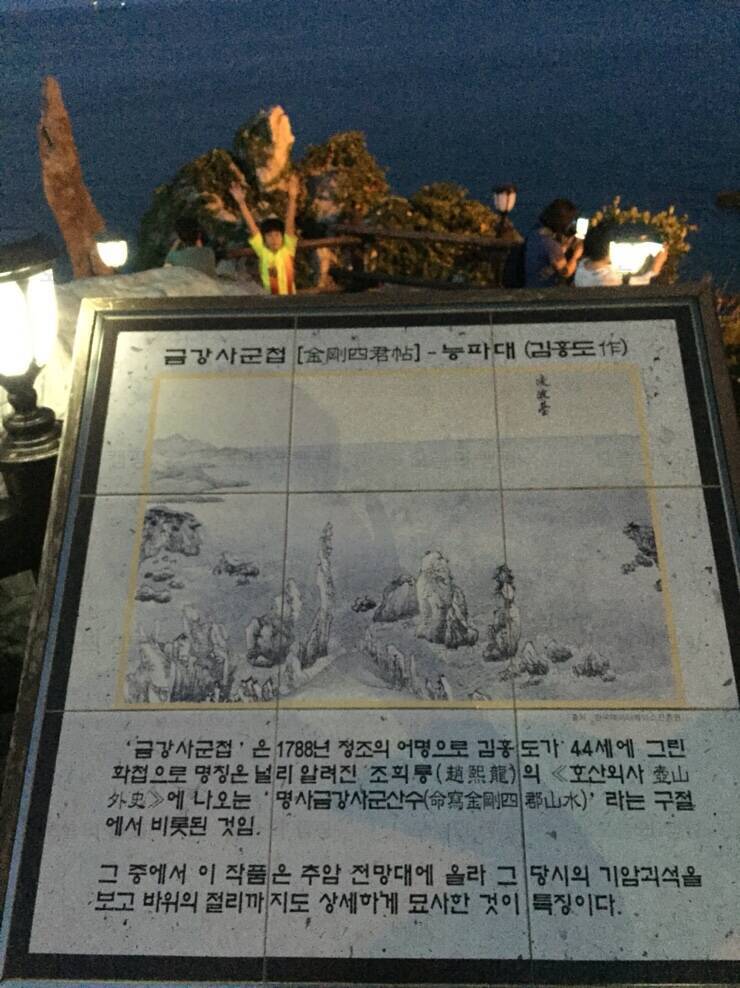 금강사군첩 [金剛四君帖] - 능파대 (김홍도作)
凌波臺
'금강사군첩' 은 1788년 정조의 어명으로 김홍도가 44세에 그린
화첩으로 명칭은 널리 알려진 조희룡(趙熙龍)의 《호산외사 壺山
外史》에 나오는 '명사금강사군산수(命寫金剛四郡山水)' 라는 구절
에서 비롯된 것임.
그 중에서 이 작품은 추암 전망대에 올라 그 당시의 기암괴석을
보고 바위의 절리까지도 상세하게 묘사한 것이 특징이다.